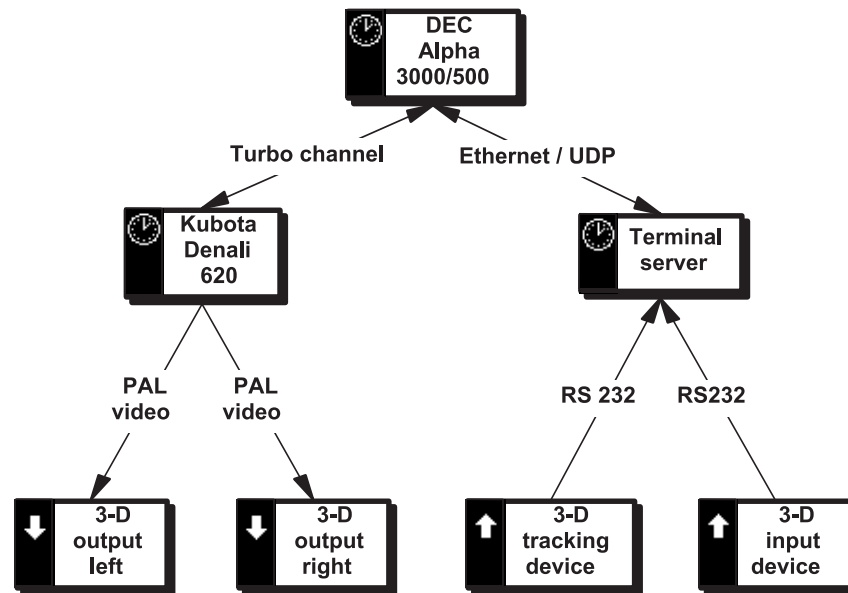 DEC
Alpha
3000/500
Turbo channel
Ethernet / UDP
Kubota
Denali
620
Terminal
server
PAL
video
PAL
video
RS 232
RS232
3-D
output
left
3-D
output
right
3-D
tracking
device
3-D
input
device